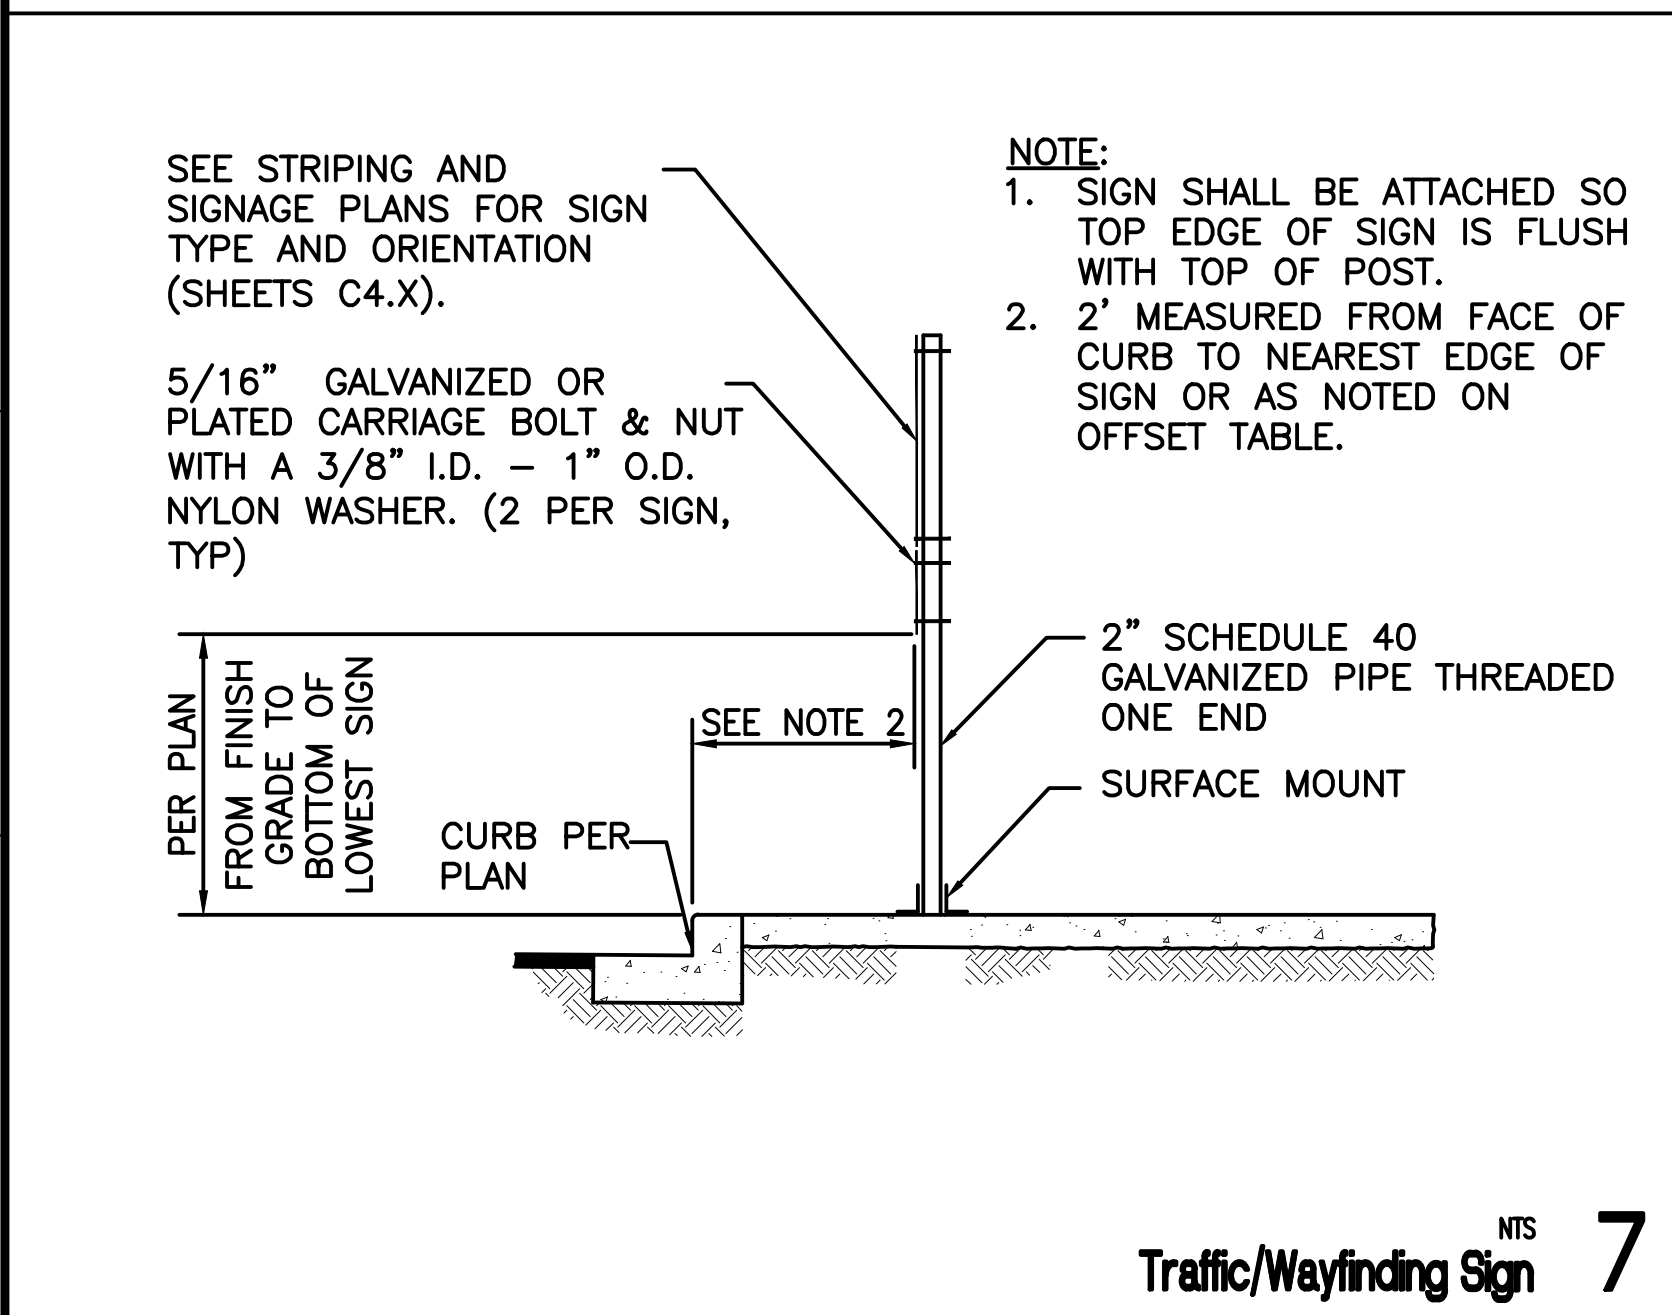 SEE STRIPING AND
SIGNAGE PLANS FOR SIGN
TYPE AND ORIENTATION
(SHEETS C4.X).
5/16” GALVANIZED OR
PLATED CARRIAGE BOLT & NUT
WITH A 3/8” I.D. – 1” O.D.
NYLON WASHER. (2 PER SIGN,
TYP)
NOTE:
1. SIGN SHALL BE ATTACHED SO
TOP EDGE OF SIGN IS FLUSH
WITH TOP OF POST.
2. 2’ MEASURED FROM FACE OF
CURB TO NEAREST EDGE OF
SIGN OR AS NOTED ON
OFFSET TABLE.
PER PLAN
FROM FINISH
GRADE TO
BOTTOM OF
LOWEST SIGN
SEE NOTE 2
CURB PER
PLAN
2” SCHEDULE 40
GALVANIZED PIPE THREADED
ONE END
SURFACE MOUNT
NTS
Traffic/Wayfinding Sign
7